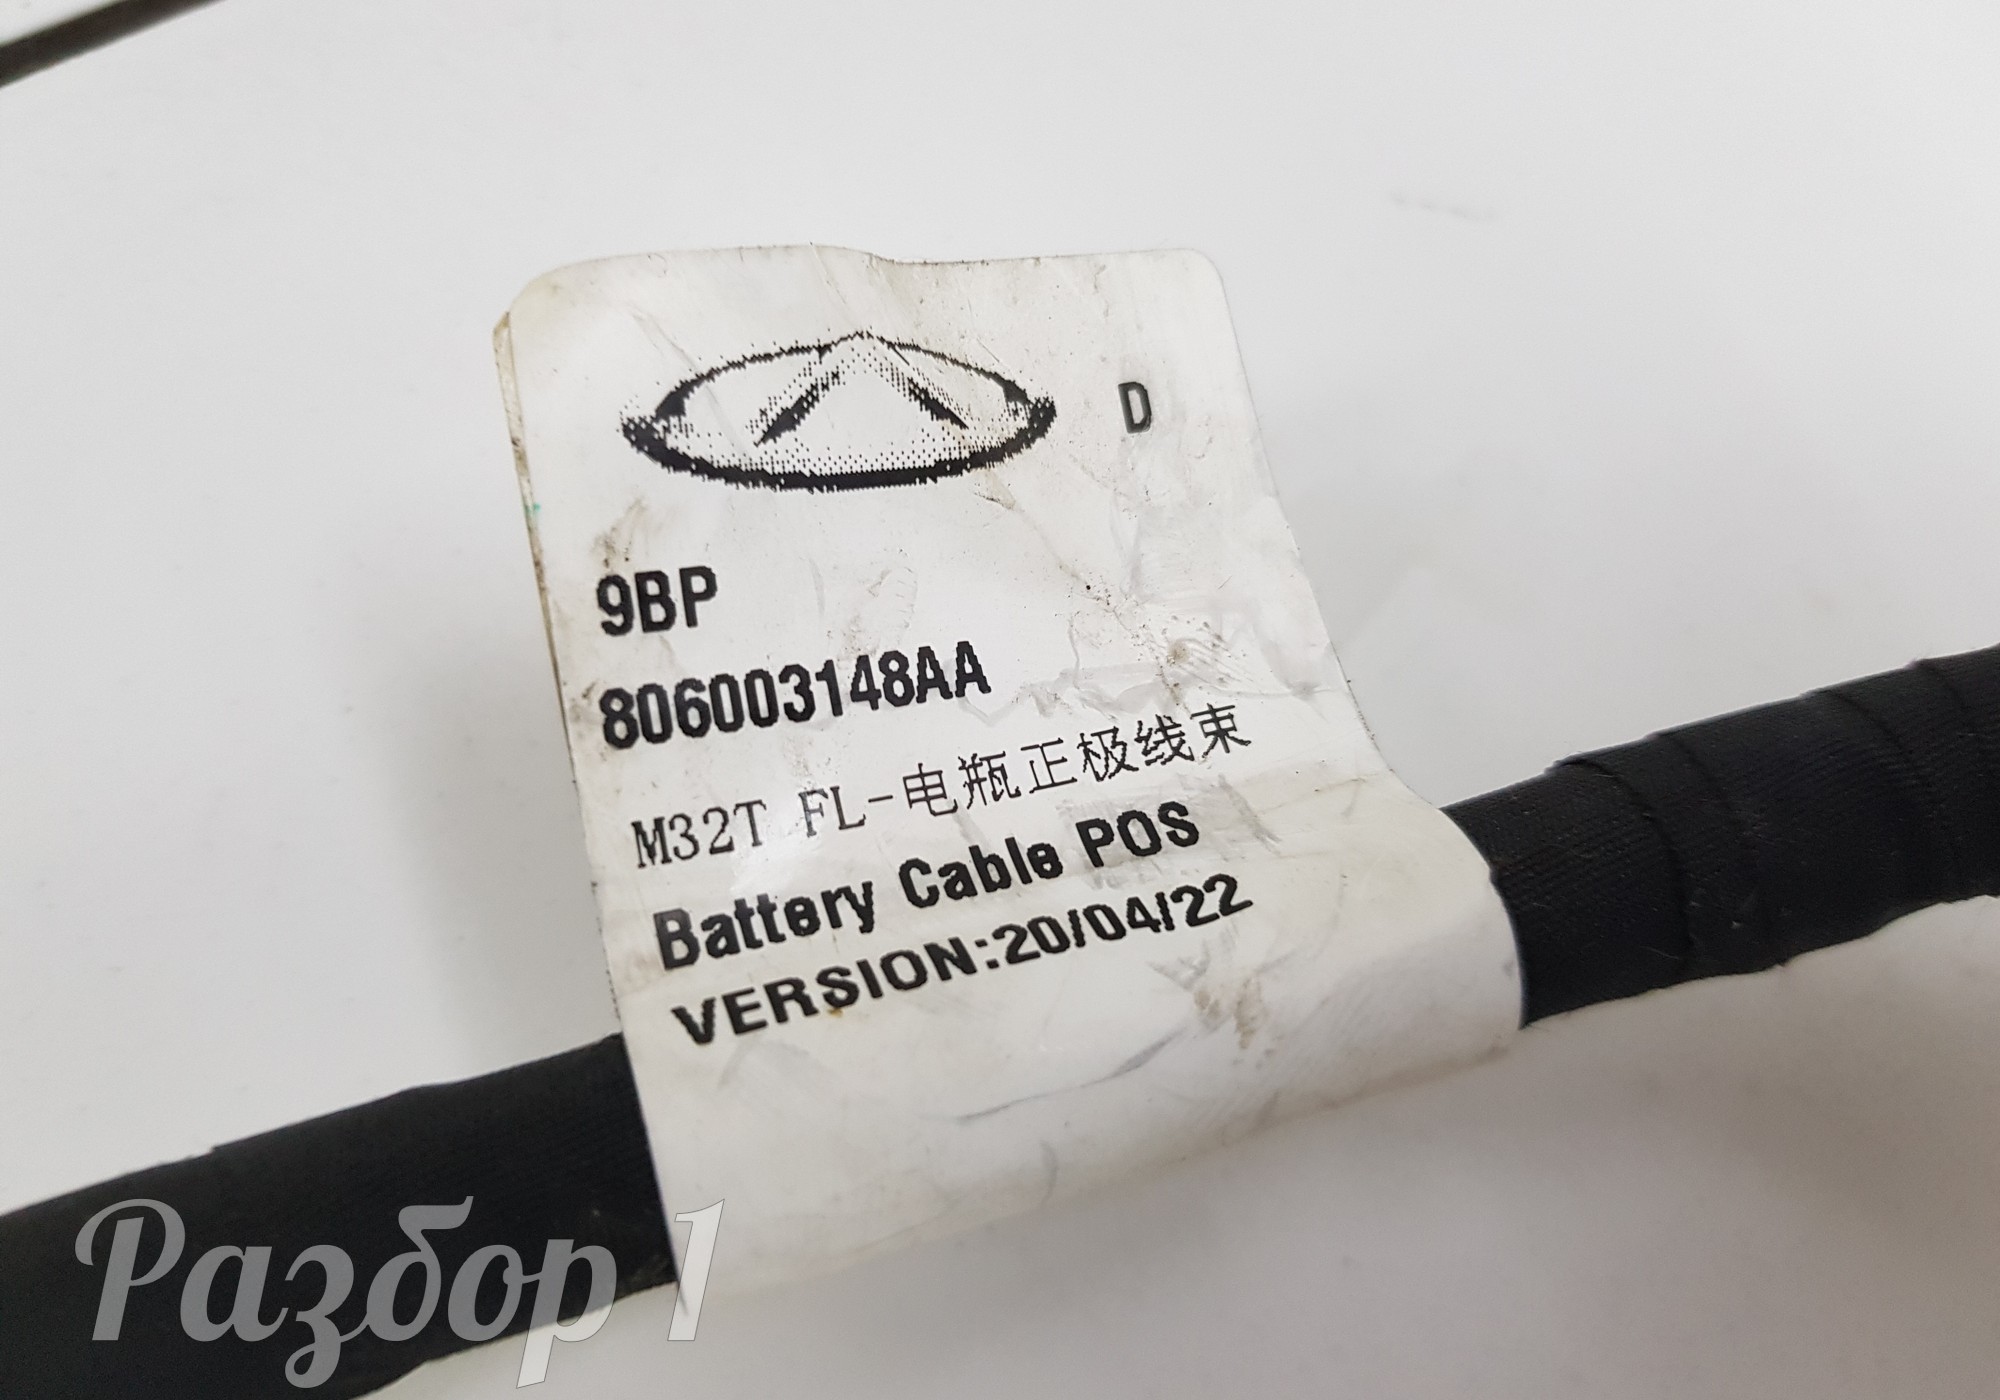 D
9BP
806003148AA
M32T FL-电瓶正极线束
Battery Cable POS
VERSION:20/04/22
Разбор 1